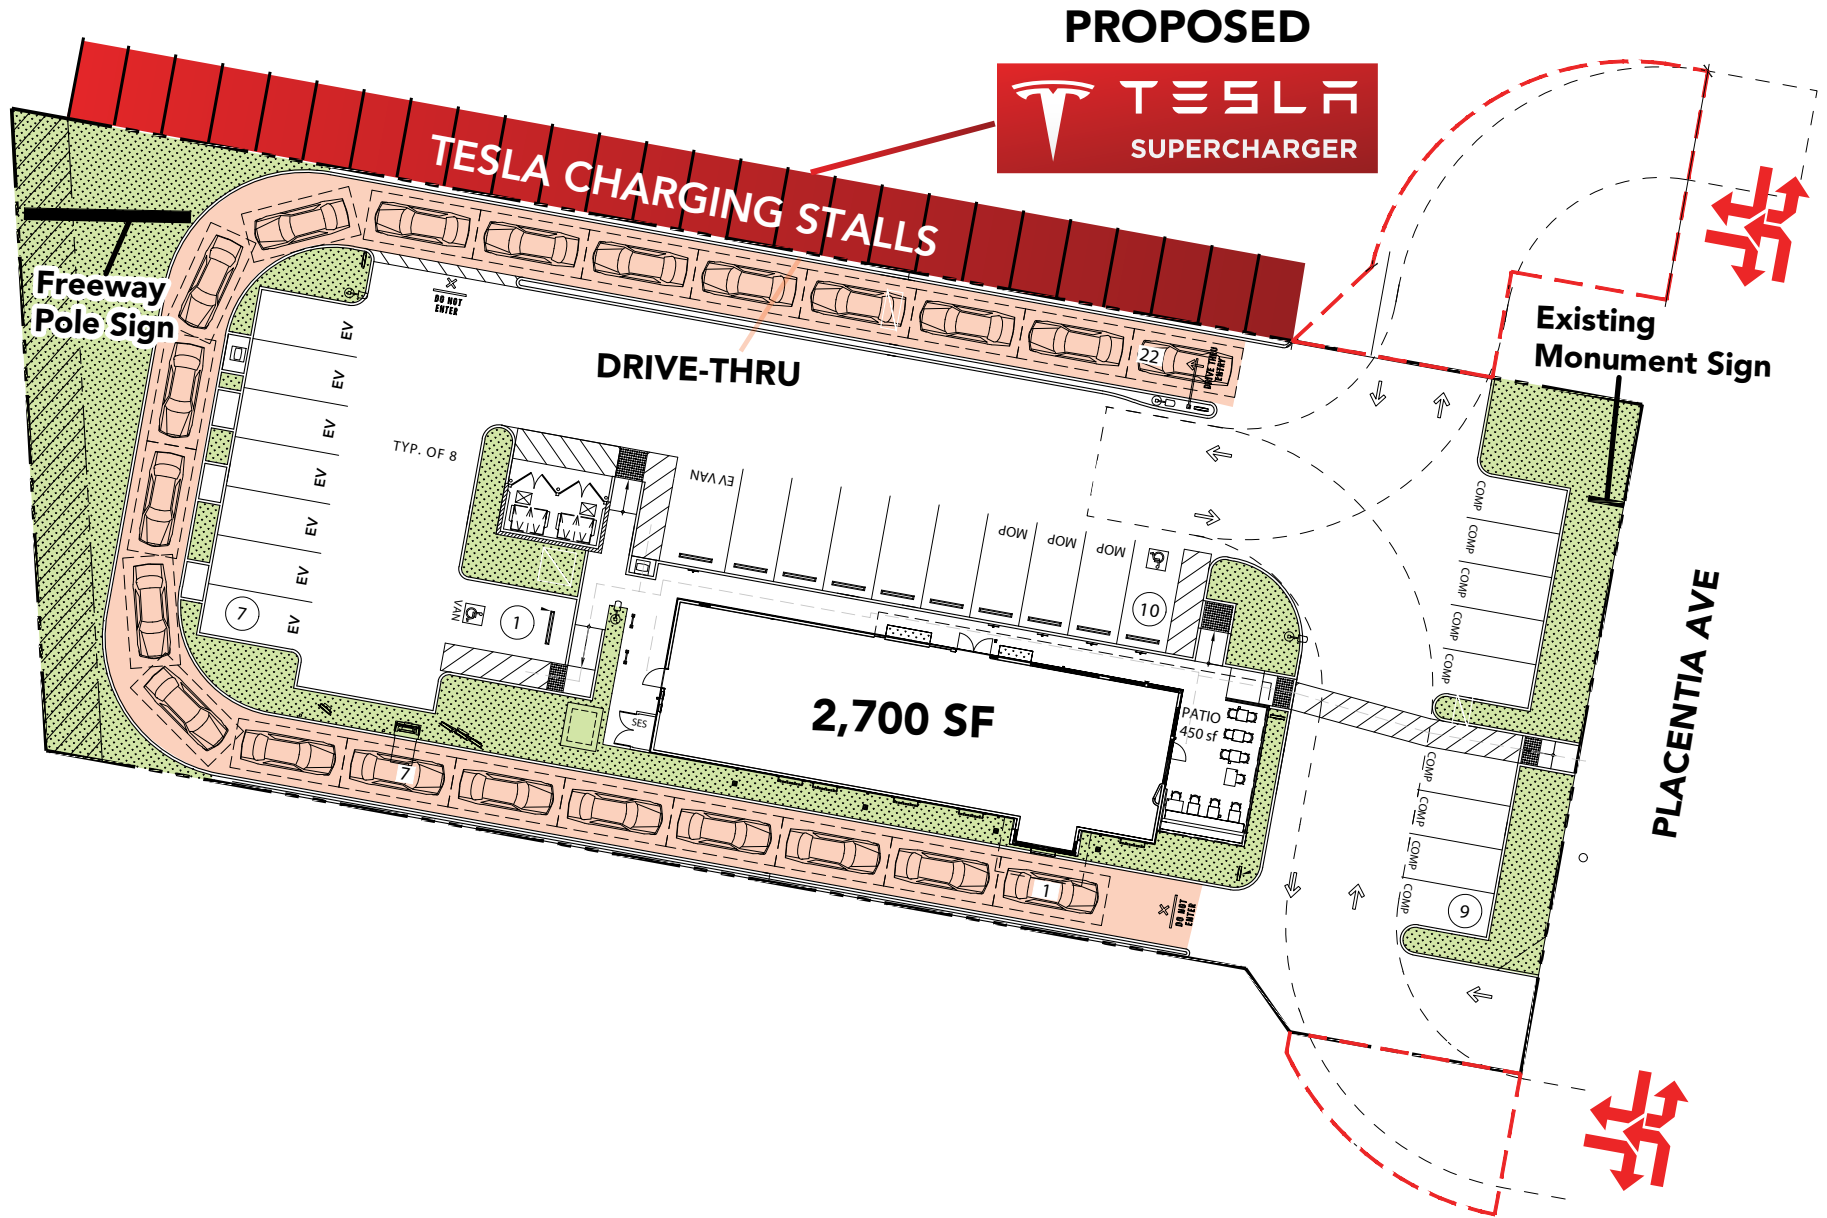 PROPOSED
TESLA
SUPERCHARGER
TESLA CHARGING STALLS
Freeway
Pole Sign
DO NOT
ENTER
DRIVE-THRU
22
DRIVE THRU
ENTRY
Existing
Monument Sign
EV
EV
EV
EV
EV
EV
EV
TYP. OF 8
EV VAN
MOP
MOP
MOP
10
COMP
COMP
COMP
COMP
COMP
7
VAN
1
SES
2,700 SF
PATIO
450 sf
PLACENTIA AVE
COMP
COMP
COMP
COMP
9
7
1
DO NOT
ENTER